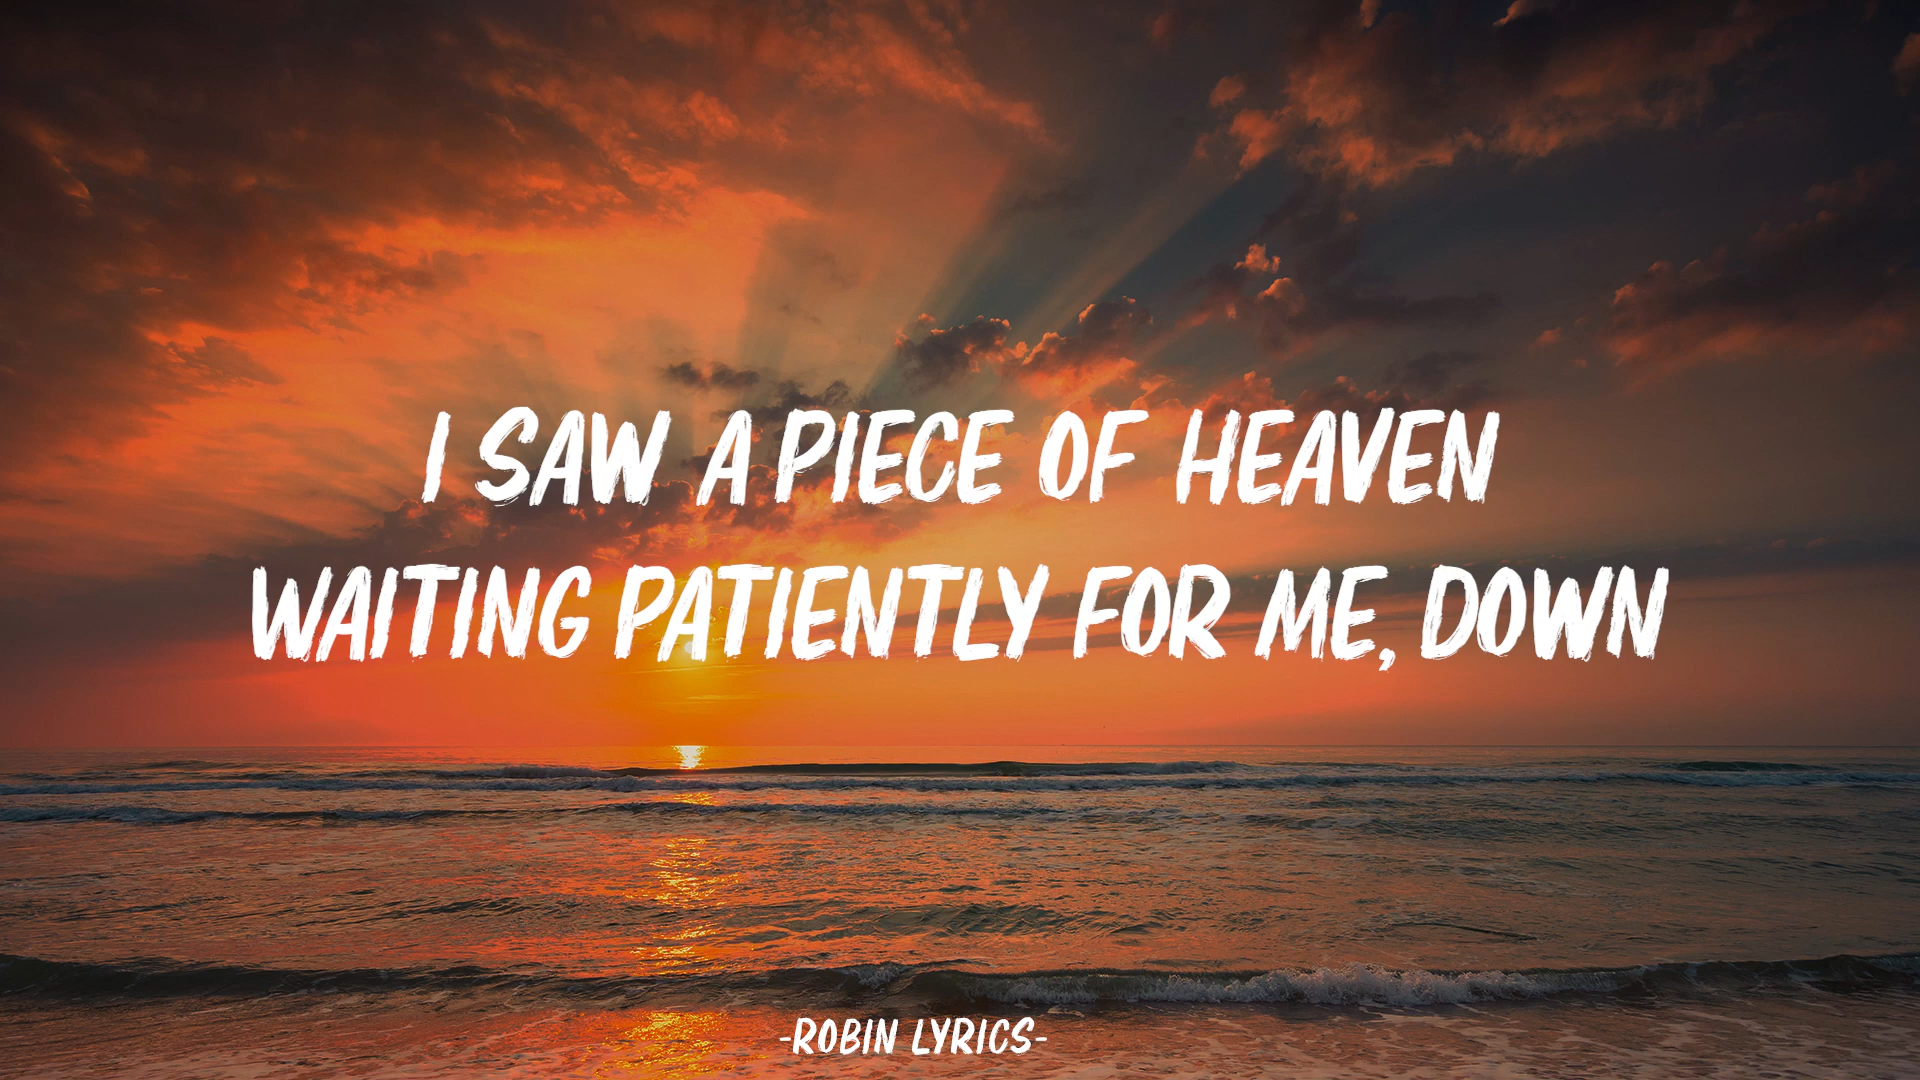 I SAW A PIECE OF HEAVEN
WAITING PATIENTLY FOR ME, DOWN
-ROBIN LYRICS-